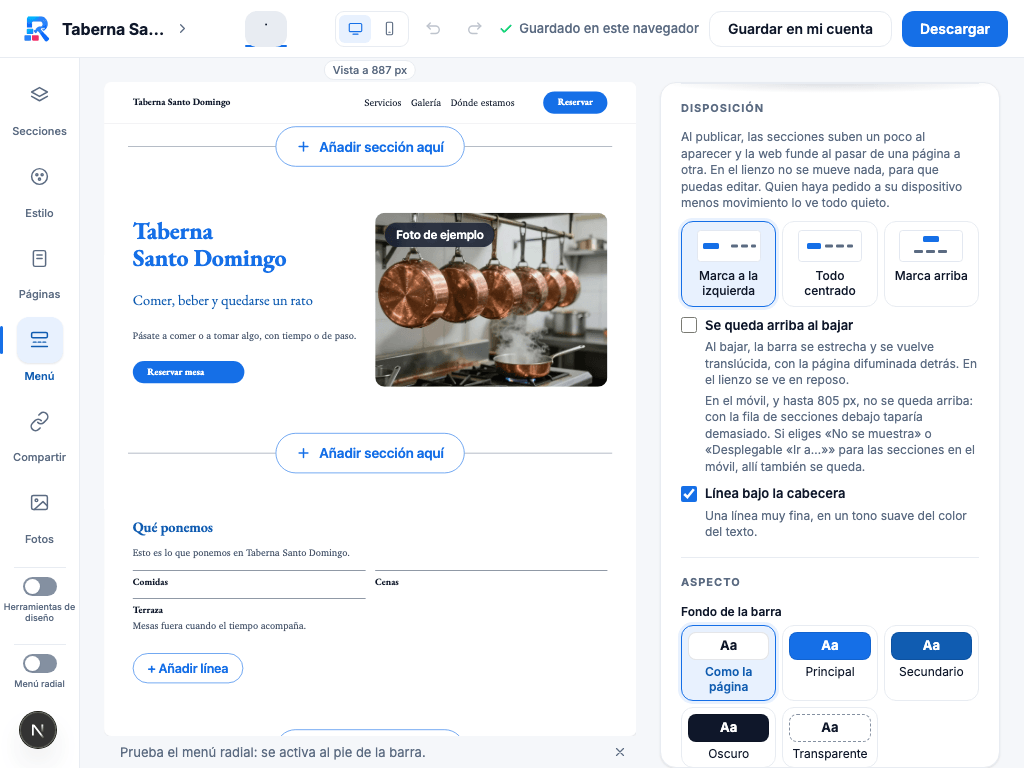 Taberna Sa...
Guardado en este navegador
Guardar en mi cuenta
Descargar
Vista a 887 px
Secciones
Estilo
Páginas
Menú
Compartir
Fotos
Herramientas de
diseño
Menú radial
N
Taberna Santo Domingo
Servicios Galería Dónde estamos
Reservar
+ Añadir sección aquí
Taberna
Santo Domingo
Comer, beber y quedarse un rato
Pásate a comer o a tomar algo, con tiempo o de paso.
Reservar mesa
Foto de ejemplo
+ Añadir sección aquí
Qué ponemos
Esto es lo que ponemos en Taberna Santo Domingo.
Comidas
Cenas
Terraza
Mesas fuera cuando el tiempo acompaña.
+ Añadir línea
Prueba el menú radial: se activa al pie de la barra.
DISPOSICIÓN
Al publicar, las secciones suben un poco al
aparecer y la web funde al pasar de una página a
otra. En el lienzo no se mueve nada, para que
puedas editar. Quien haya pedido a su dispositivo
menos movimiento lo ve todo quieto.
Marca a la
izquierda
Todo
centrado
Marca arriba
Se queda arriba al bajar
Al bajar, la barra se estrecha y se vuelve
translúcida, con la página difuminada detrás. En
el lienzo se ve en reposo.
En el móvil, y hasta 805 px, no se queda arriba:
con la fila de secciones debajo taparía
demasiado. Si eliges «No se muestra» o
«Desplegable «Ir a...»» para las secciones en el
móvil, allí también se queda.
Línea bajo la cabecera
Una línea muy fina, en un tono suave del color
del texto.
ASPECTO
Fondo de la barra
Aa
Como la
página
Aa
Principal
Aa
Secundario
Aa
Oscuro
Aa
Transparente